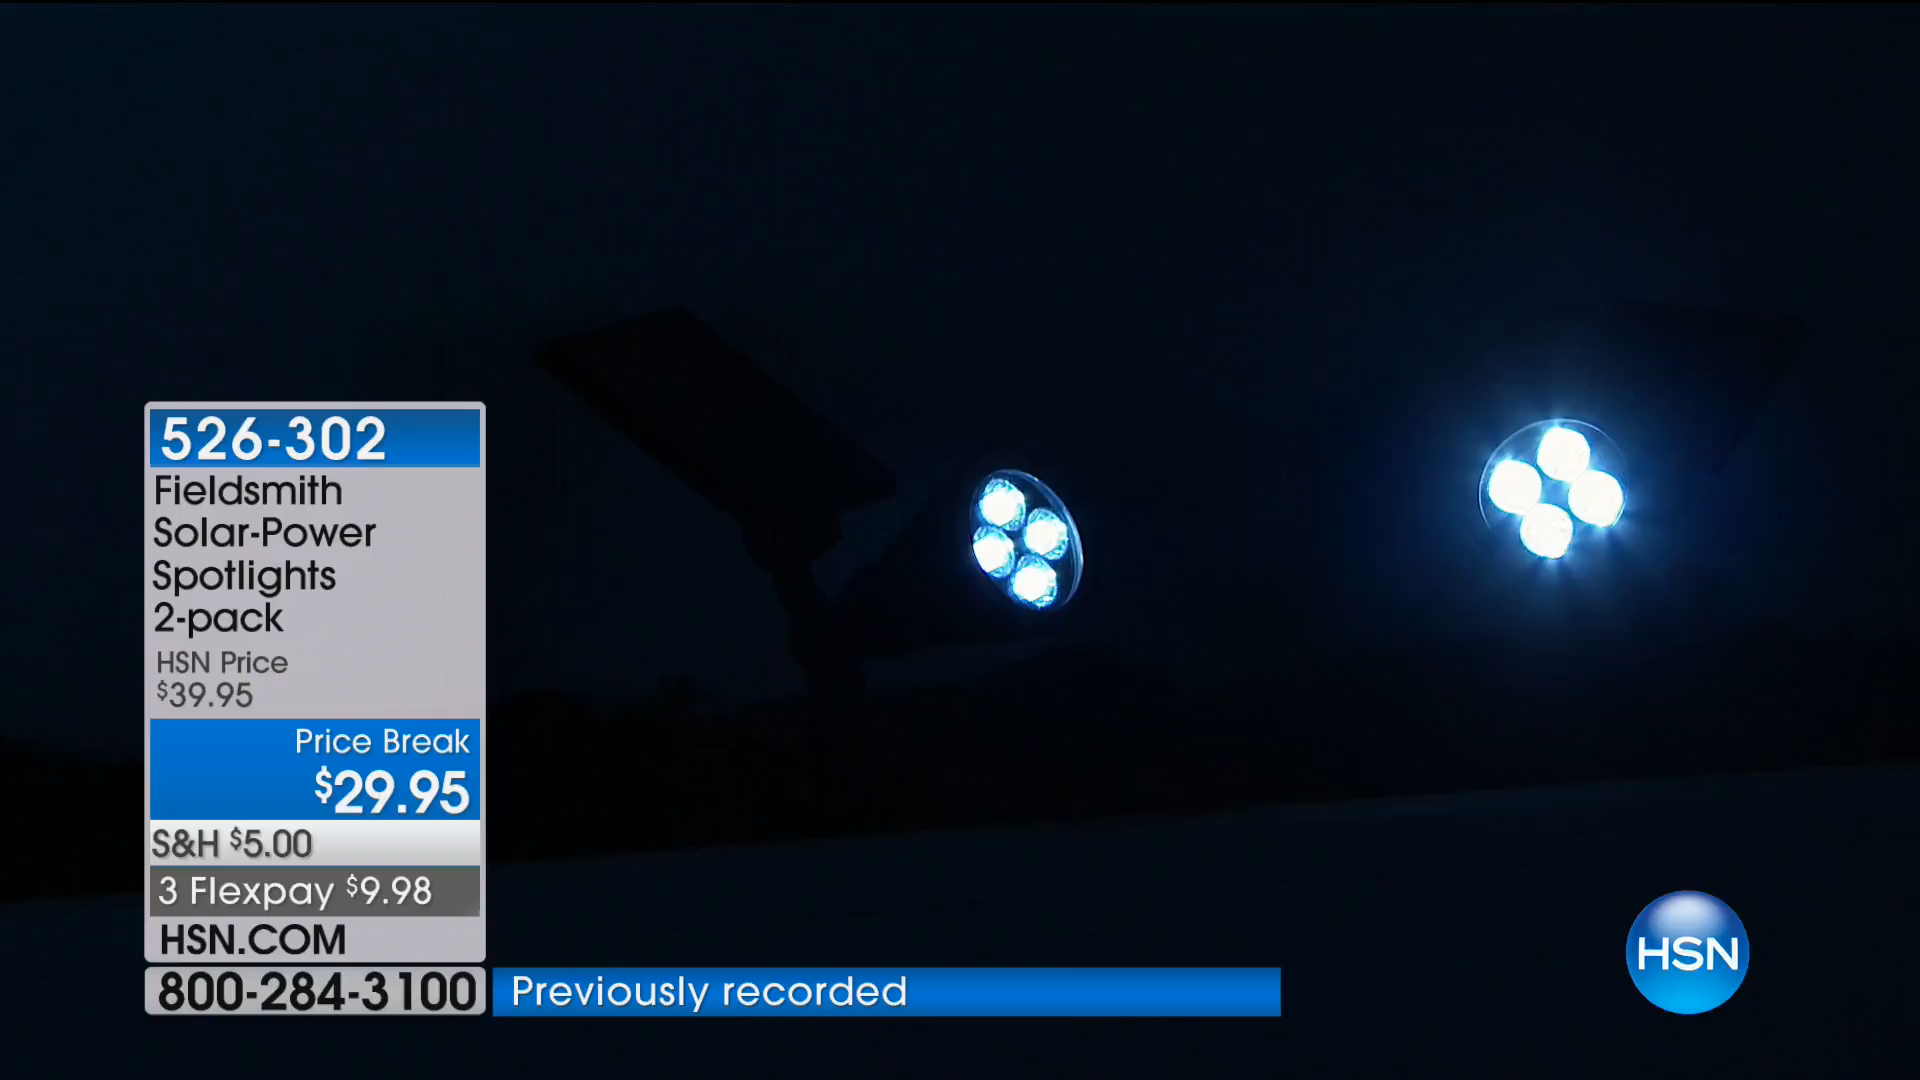 526-302
Fieldsmith
Solar-Power
Spotlights
2-pack
HSN Price
$39.95
Price Break
$29.95
S&H $5.00
3 Flexpay $9.98
HSN.COM
800-284-3100
Previously recorded
HSN